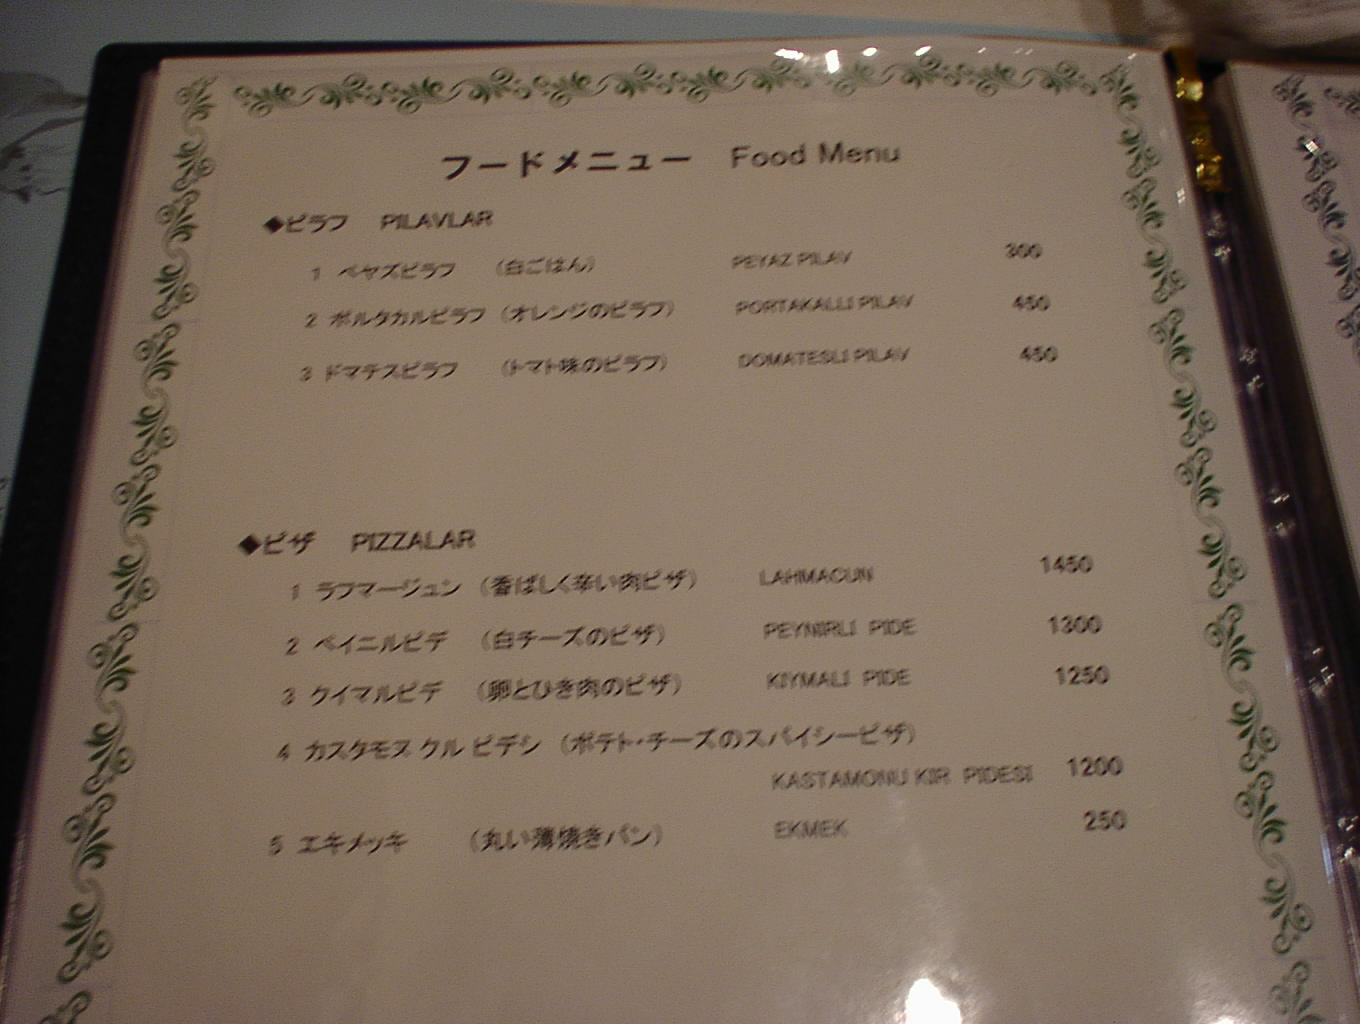 フードメニュー Food Menu
◆ピラフ PILAVLAR
1 ベヤズピラフ (白ごはん) PEYAZ PILAV 300
2 ポルタカルピラフ (オレンジのピラフ) PORTAKALLI PILAV 450
3 ドマテスピラフ (トマト味のピラフ) DOMATESLI PILAV 450
◆ピザ PIZZALAR
1 ラフマージュン (香ばしく辛い肉ピザ) LAHMACUN 1450
2 ペイニルピデ (白チーズのピザ) PEYNIRLI PIDE 1300
3 クイマルピデ (卵とひき肉のピザ) KIYMALI PIDE 1250
4 カスタモヌ クル ピデシ (ポテト・チーズのスパイシーピザ)
KASTAMONU KIR PIDESI 1200
5 エキメッキ (丸い薄焼きパン) EKMEK 250